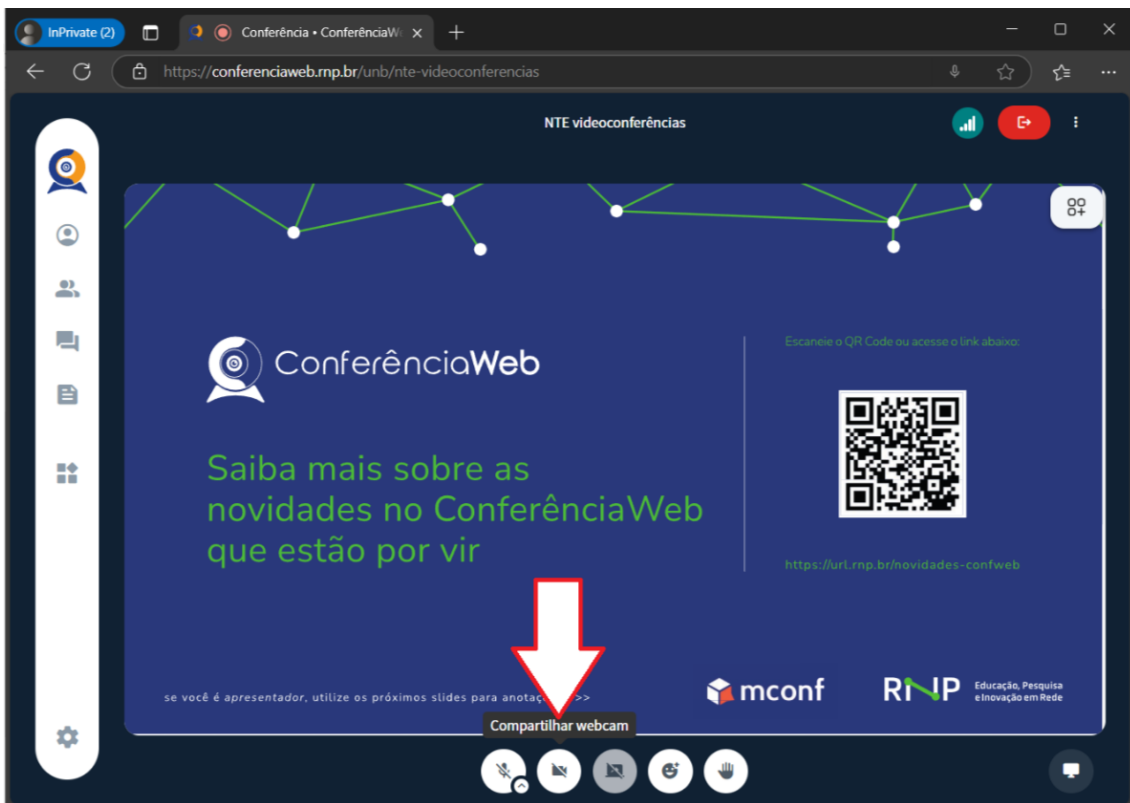 InPrivate (2)
Conferência • ConferênciaW
https://conferenciaweb.rnp.br/unb/nte-videoconferencias
NTE videoconferências
ConferênciaWeb
Saiba mais sobre as
novidades no ConferênciaWeb
que estão por vir
Escaneie o QR Code ou acesse o link abaixo:
https://url.rnp.br/novidades-confweb
se você é apresentador, utilize os próximos slides para >>
mconf
RNP
Educação, Pesquisa
e Inovação em Rede
Compartilhar webcam